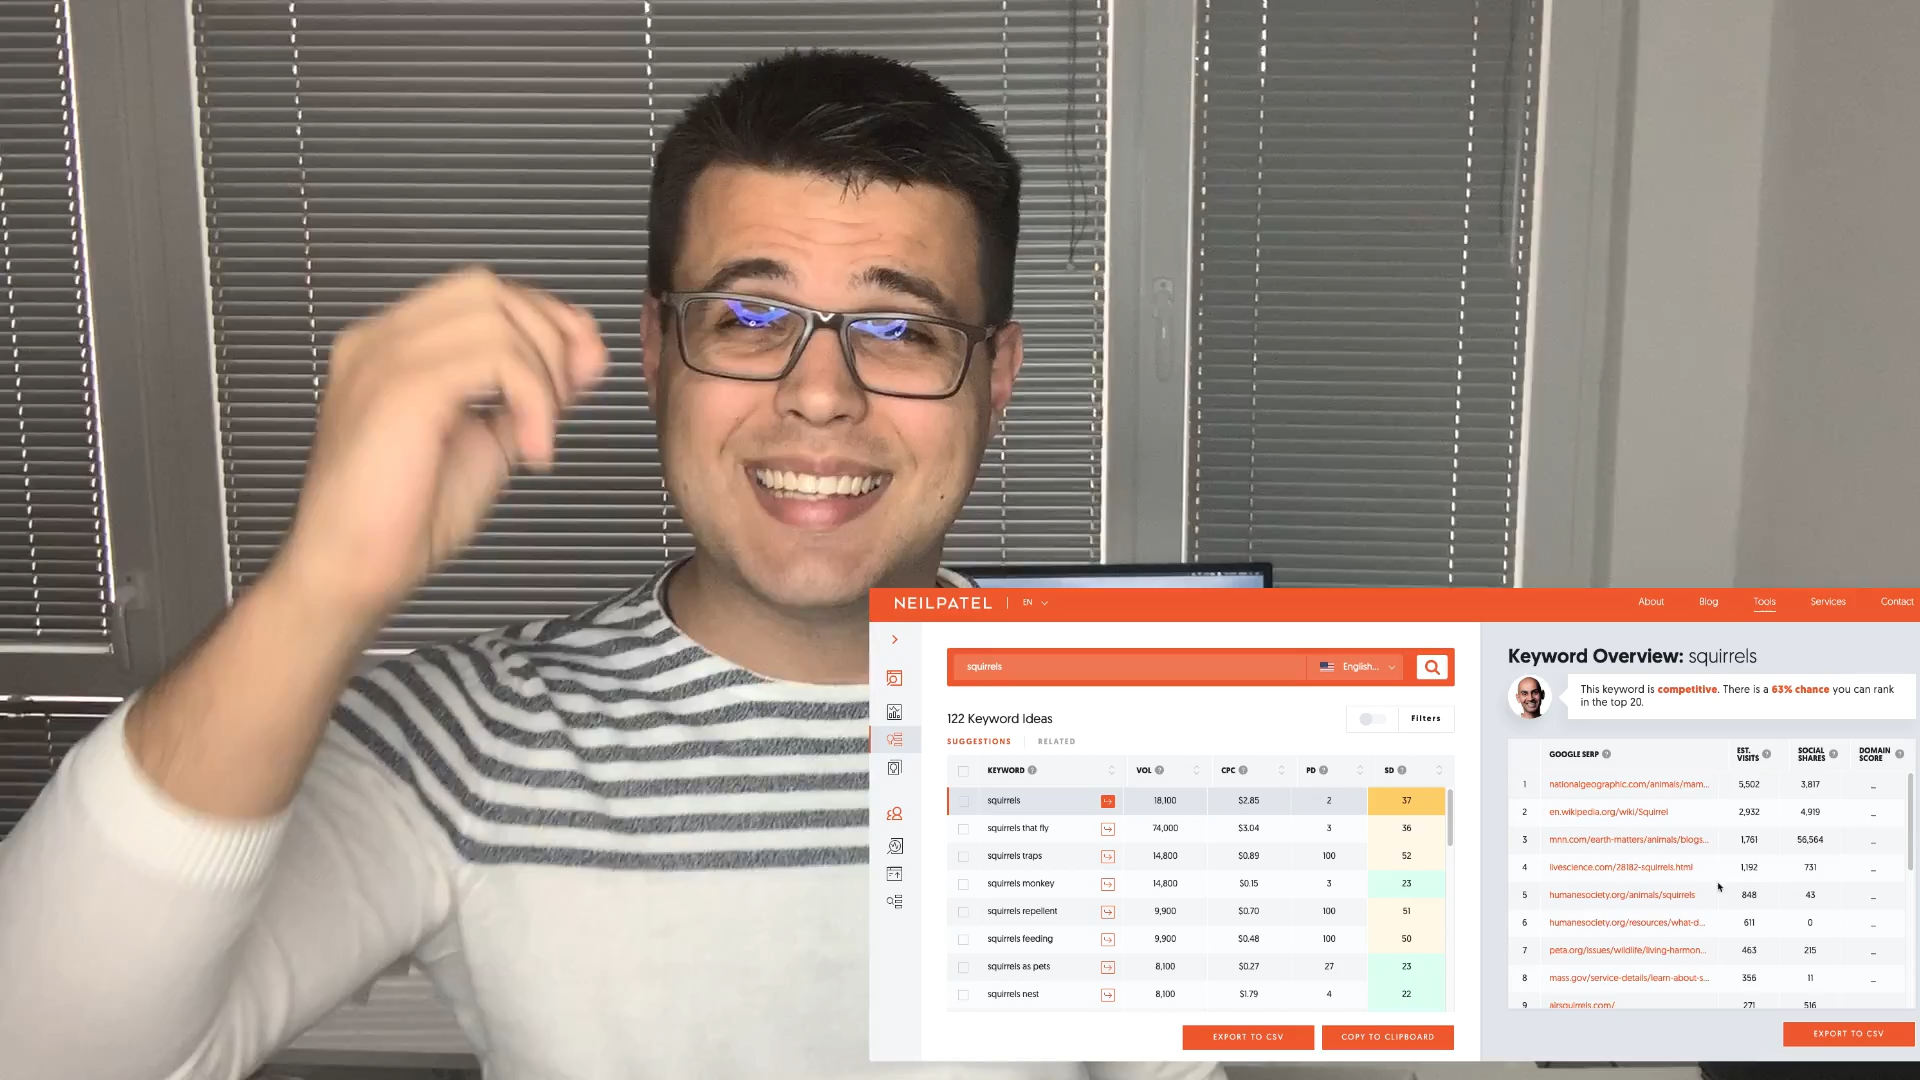 NEILPATEL | EN
About Blog Tools Services Contact
squirrels English...
122 Keyword Ideas
Filters
SUGGESTIONS RELATED
KEYWORD VOL CPC PD SD
squirrels 18,100 $2.85 2 37
squirrels that fly 74,000 $3.04 3 36
squirrels traps 14,800 $0.89 100 52
squirrels monkey 14,800 $0.15 3 23
squirrels repellent 9,900 $0.70 100 51
squirrels feeding 9,900 $0.48 100 50
squirrels as pets 8,100 $0.27 27 23
squirrels nest 8,100 $1.79 4 22
EXPORT TO CSV COPY TO CLIPBOARD
Keyword Overview: squirrels
This keyword is competitive. There is a 63% chance you can rank
in the top 20.
GOOGLE SERP EST. VISITS SOCIAL SHARES DOMAIN SCORE
1 nationalgeographic.com/animals/mam... 5,502 3,817 _
2 en.wikipedia.org/wiki/Squirrel 2,932 4,919 _
3 mnn.com/earth-matters/animals/blogs... 1,761 56,564 _
4 livescience.com/28182-squirrels.html 1,192 731 _
5 humanesociety.org/animals/squirrels 848 43 _
6 humanesociety.org/resources/what-d... 611 0 _
7 peta.org/issues/wildlife/living-harmon... 463 215 _
8 mass.gov/service-details/learn-about-s... 356 11 _
9 airsquirrels.com/ 271 516
EXPORT TO CSV